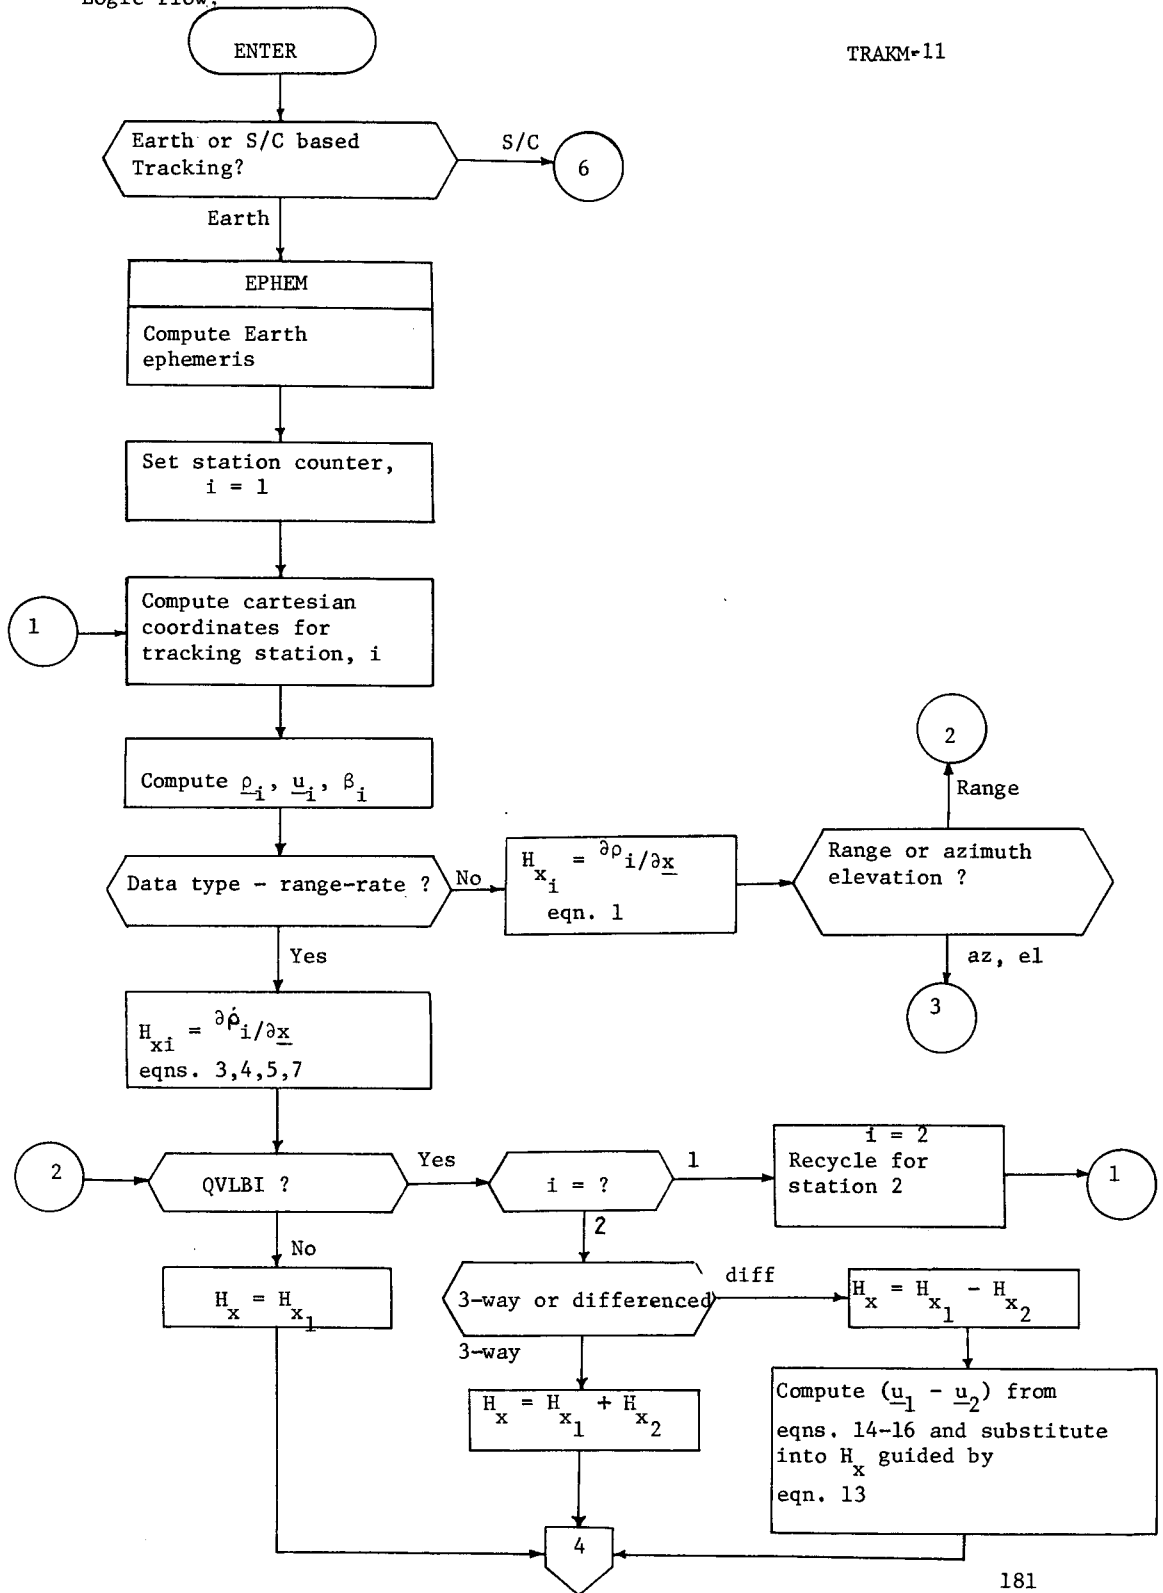 Logic flow.
ENTER
TRAKM-11
Earth or S/C based
Tracking?
S/C
6
Earth
EPHEM
Compute Earth
ephemeris
Set station counter,
i = 1
1
Compute cartesian
coordinates for
tracking station, i
2
Compute ρ_i, u_i, β_i
Range
Data type - range-rate ?
No
H_x_i = ∂ρ_i/∂x
eqn. 1
Range or azimuth
elevation ?
Yes
az, el
3
H_xi = ∂ρ̇_i/∂x
eqns. 3,4,5,7
2
QVLBI ?
Yes
i = ?
1
i = 2
Recycle for
station 2
1
2
No
H_x = H_x_1
3-way or differenced
diff
H_x = H_x_1 - H_x_2
3-way
H_x = H_x_1 + H_x_2
Compute (u_1 - u_2) from
eqns. 14-16 and substitute
into H_x guided by
eqn. 13
4
181